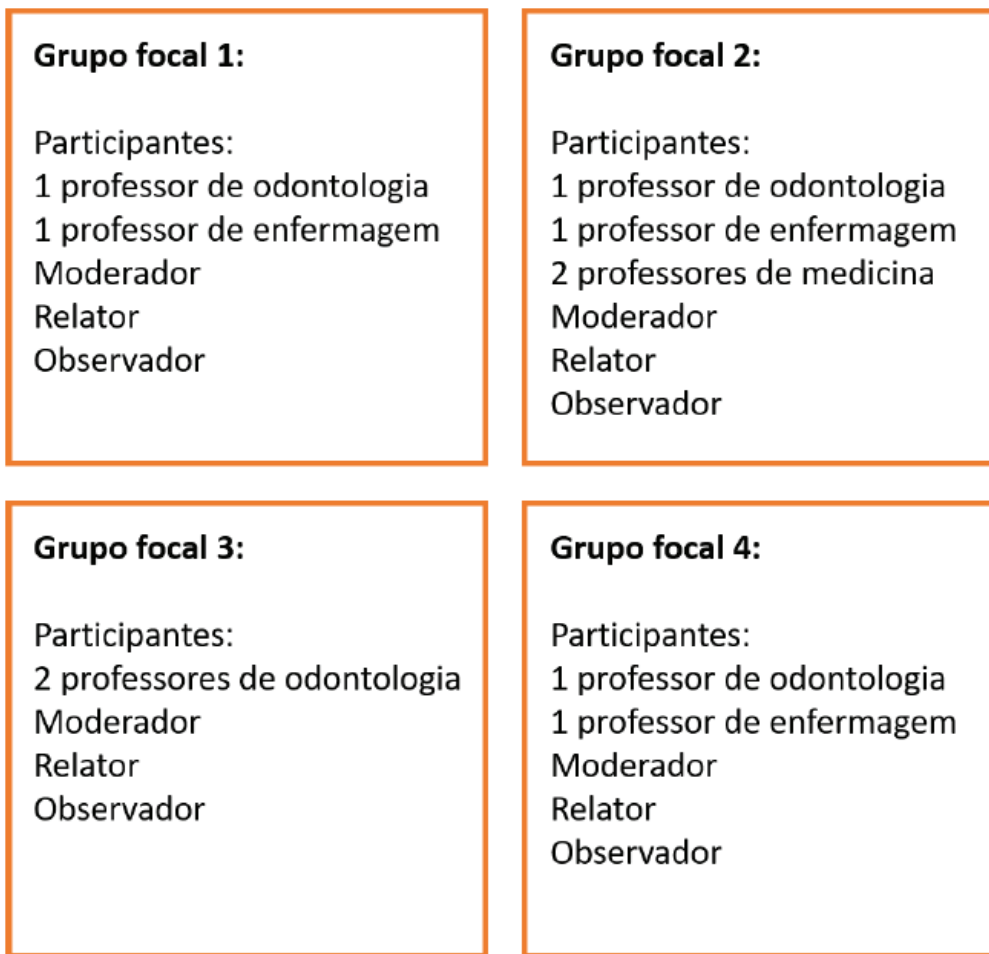 Grupo focal 1:
Participantes:
1 professor de odontologia
1 professor de enfermagem
Moderador
Relator
Observador
Grupo focal 2:
Participantes:
1 professor de odontologia
1 professor de enfermagem
2 professores de medicina
Moderador
Relator
Observador
Grupo focal 3:
Participantes:
2 professores de odontologia
Moderador
Relator
Observador
Grupo focal 4:
Participantes:
1 professor de odontologia
1 professor de enfermagem
Moderador
Relator
Observador